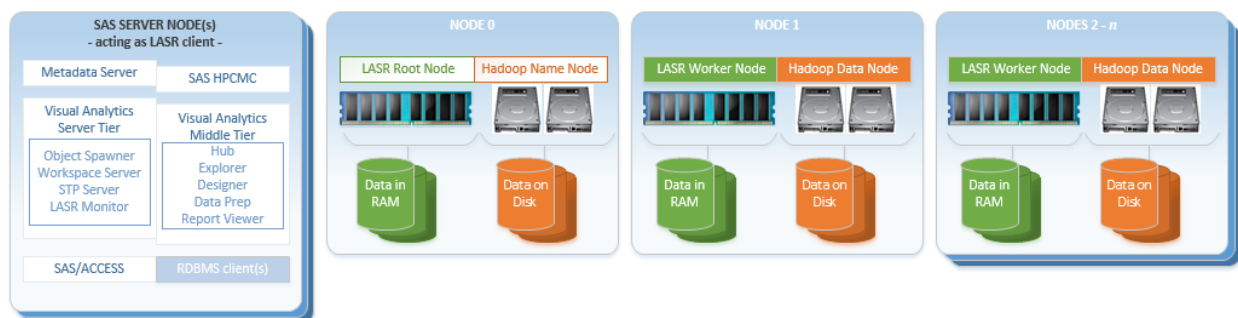 SAS SERVER NODE(s)
- acting as LASR client -
Metadata Server
SAS HPCMC
Visual Analytics
Server Tier
Object Spawner
Workspace Server
STP Server
LASR Monitor
Visual Analytics
Middle Tier
Hub
Explorer
Designer
Data Prep
Report Viewer
SAS/ACCESS
RDBMS client(s)
NODE 0
LASR Root Node
Hadoop Name Node
Data in
RAM
Data on
Disk
NODE 1
LASR Worker Node
Hadoop Data Node
Data in
RAM
Data on
Disk
NODES 2 - n
LASR Worker Node
Hadoop Data Node
Data in
RAM
Data on
Disk